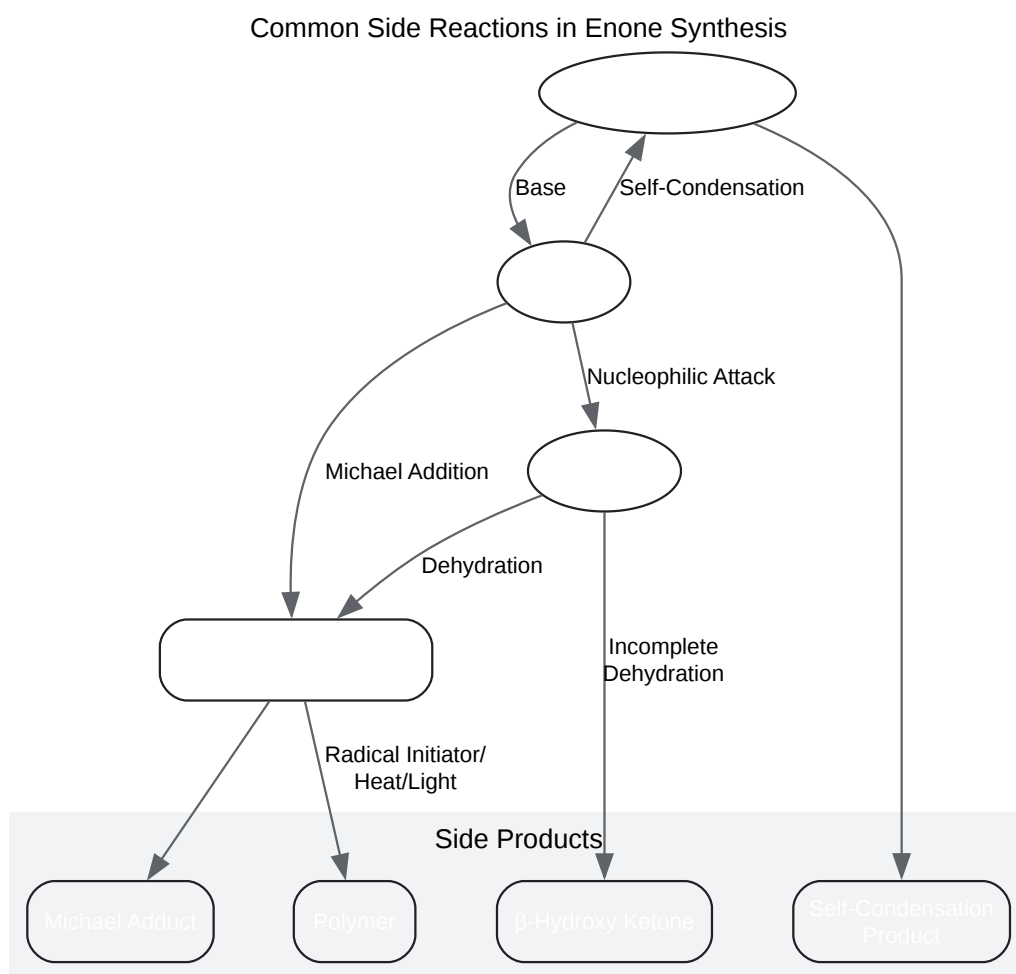 Common Side Reactions in Enone Synthesis
Base
Self-Condensation
Nucleophilic Attack
Michael Addition
Dehydration
Incomplete
Dehydration
Radical Initiator/
Heat/Light
Side Products
Michael Adduct
Polymer
β-Hydroxy Ketone
Self-Condensation
Product